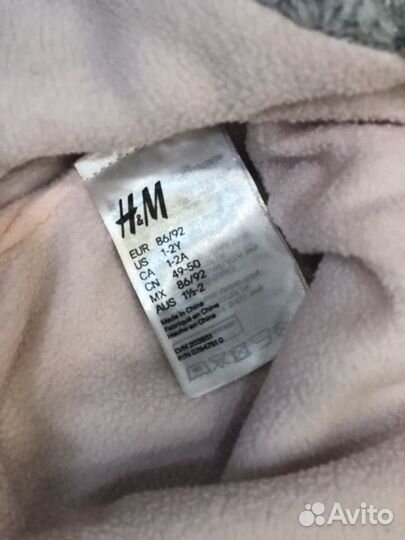 H&M
EUR 86/92
US 1-2Y
CA 1-2A
CN 49-50
MX 86/92
AUS 1½-2
Made in China
Fabriqué en Chine
Hecho en China
Avito